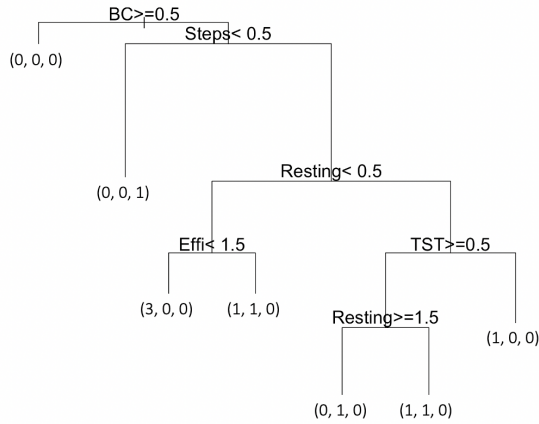 BC>=0.5
Steps< 0.5
(0, 0, 0)
Resting< 0.5
(0, 0, 1)
Effi< 1.5
TST>=0.5
(3, 0, 0)
(1, 1, 0)
Resting>=1.5
(1, 0, 0)
(0, 1, 0)
(1, 1, 0)